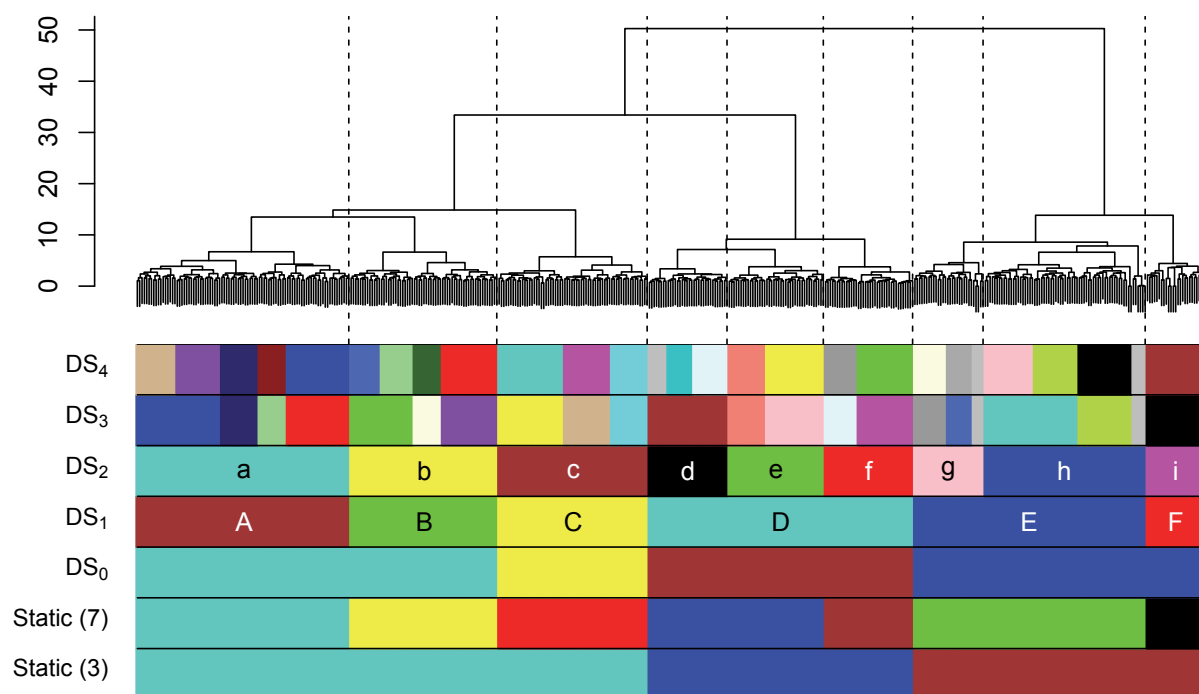 50
40
30
20
10
0
DS4
DS3
DS2 a b c d e f g h i
DS1 A B C D E F
DS0
Static (7)
Static (3)